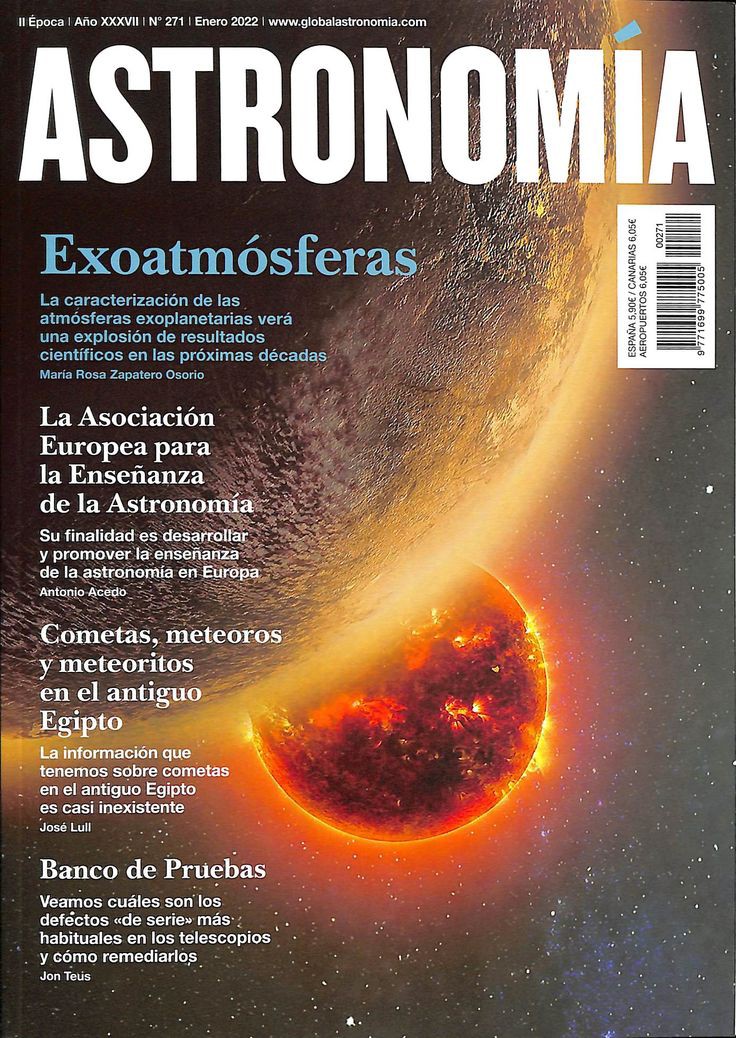 II Época | Año XXXVII | N° 271 | Enero 2022 | www.globalastronomia.com
ASTRONOMÍA
Exoatmósferas
La caracterización de las
atmósferas exoplanetarias verá
una explosión de resultados
científicos en las próximas décadas
María Rosa Zapatero Osorio
ESPAÑA 5,90€ / CANARIAS 6,05€
AEROPUERTOS 6,05€
00271
9 771699 775005
La Asociación
Europea para
la Enseñanza
de la Astronomía
Su finalidad es desarrollar
y promover la enseñanza
de la astronomía en Europa
Antonio Acedo
Cometas, meteoros
y meteoritos
en el antiguo
Egipto
La información que
tenemos sobre cometas
en el antiguo Egipto
es casi inexistente
José Lull
Banco de Pruebas
Veamos cuáles son los
defectos «de serie» más
habituales en los telescopios
y cómo remediarlos
Jon Teus